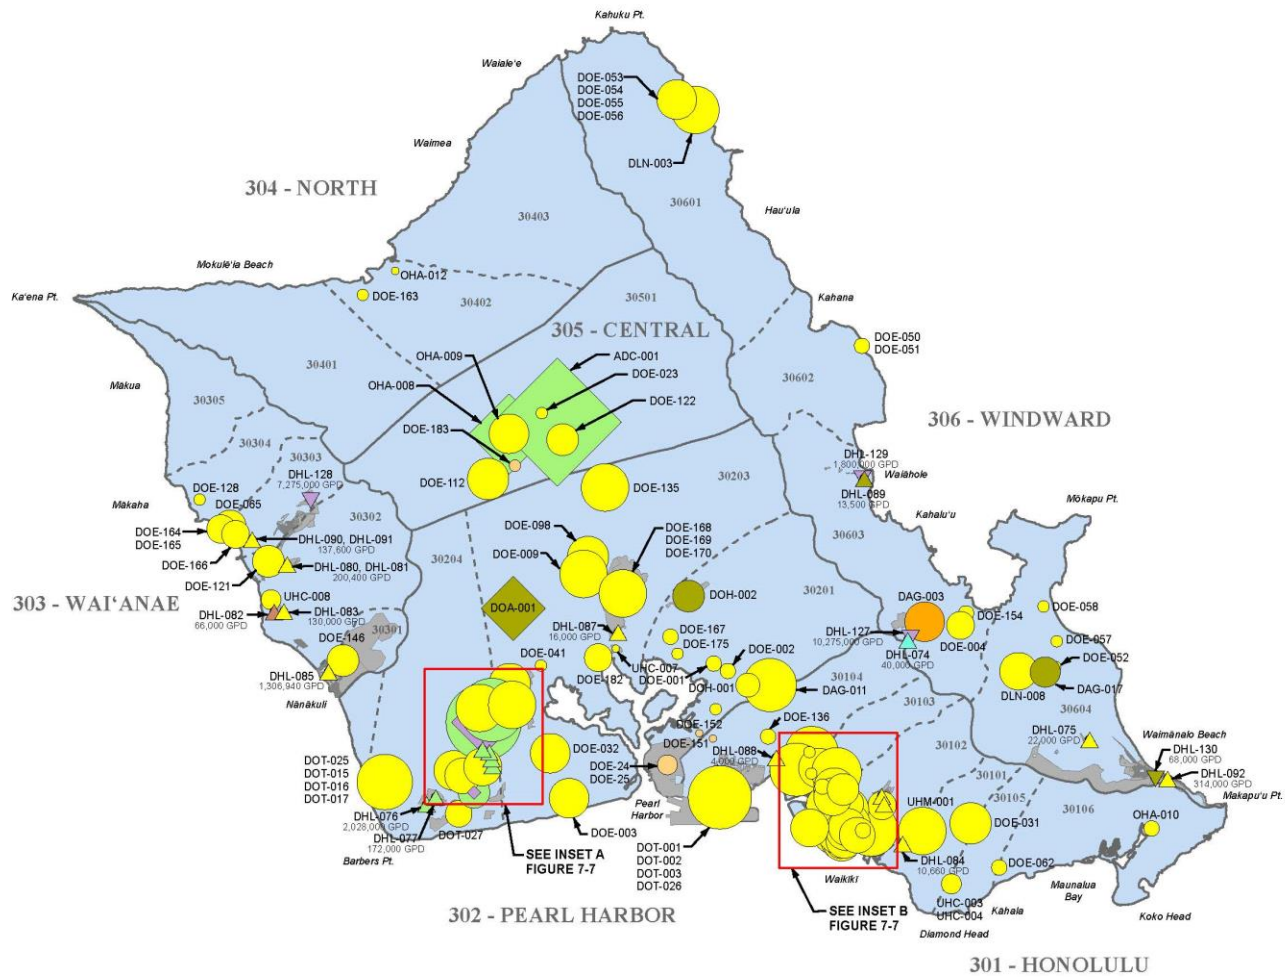 Kahuku Pt.
Waiale‘e
DOE-053
DOE-054
DOE-055
DOE-056
Waimea
DLN-003
304 - NORTH
30601
30403
Hau‘ula
Mokulē‘ia Beach
OHA-012
Ka‘ena Pt.
DOE-163
30402
30501
Kahana
305 - CENTRAL
DOE-050
DOE-051
OHA-009
ADC-001
30401
DOE-023
30602
Mākua
OHA-008
DOE-122
30305
306 - WINDWARD
DOE-183
30304
30303
DHL-129
1,800,000 GPD
Waiāhole
DHL-128
7,275,000 GPD
30203
DOE-112
DOE-135
DHL-089
13,500 GPD
DOE-128
Mōkapu Pt.
Mākaha
DOE-065
30302
Kahalu‘u
DOE-164
DOE-165
DHL-090, DHL-091
137,600 GPD
DOE-098
DOE-168
DOE-169
DOE-170
30603
DOE-166
DOE-009
30204
DHL-080, DHL-081
200,400 GPD
DOE-121
30201
UHC-008
DOH-002
DAG-003
DOE-154
DOE-058
303 - WAI‘ANAE
DOA-001
DHL-082
66,000 GPD
DHL-083
130,000 GPD
DHL-087
16,000 GPD
DHL-127
10,275,000 GPD
30301
DOE-167
DOE-146
DOE-175
DOE-004
DOE-057
DHL-074
40,000 GPD
DOE-041
UHC-007
DOE-001
DOE-002
DOE-052
DHL-085
1,306,940 GPD
DOE-182
DOH-001
30104
DAG-011
DLN-008
DAG-017
Nānākuli
30103
30604
DOE-152
DOE-136
DHL-075
22,000 GPD
DOE-151
Waimānalo Beach
DOE-032
DHL-088
4,000 GPD
30102
DHL-130
68,000 GPD
DOT-025
DOT-015
DOT-016
DOT-017
DOE-24
DOE-25
30101
DHL-092
314,000 GPD
30105
Makapu‘u Pt.
30106
DHL-076
2,028,000 GPD
Pearl
Harbor
UHM-001
DOE-031
OHA-010
DHL-077
172,000 GPD
DOT-027
DOE-003
DOT-001
DOT-002
DOT-003
DOT-026
Barbers Pt.
SEE INSET A
FIGURE 7-7
DHL-084
10,660 GPD
DOE-062
Waikīkī
Maunalua
Bay
302 - PEARL HARBOR
SEE INSET B
FIGURE 7-7
UHC-003
UHC-004
Kāhala
Koko Head
Diamond Head
301 - HONOLULU